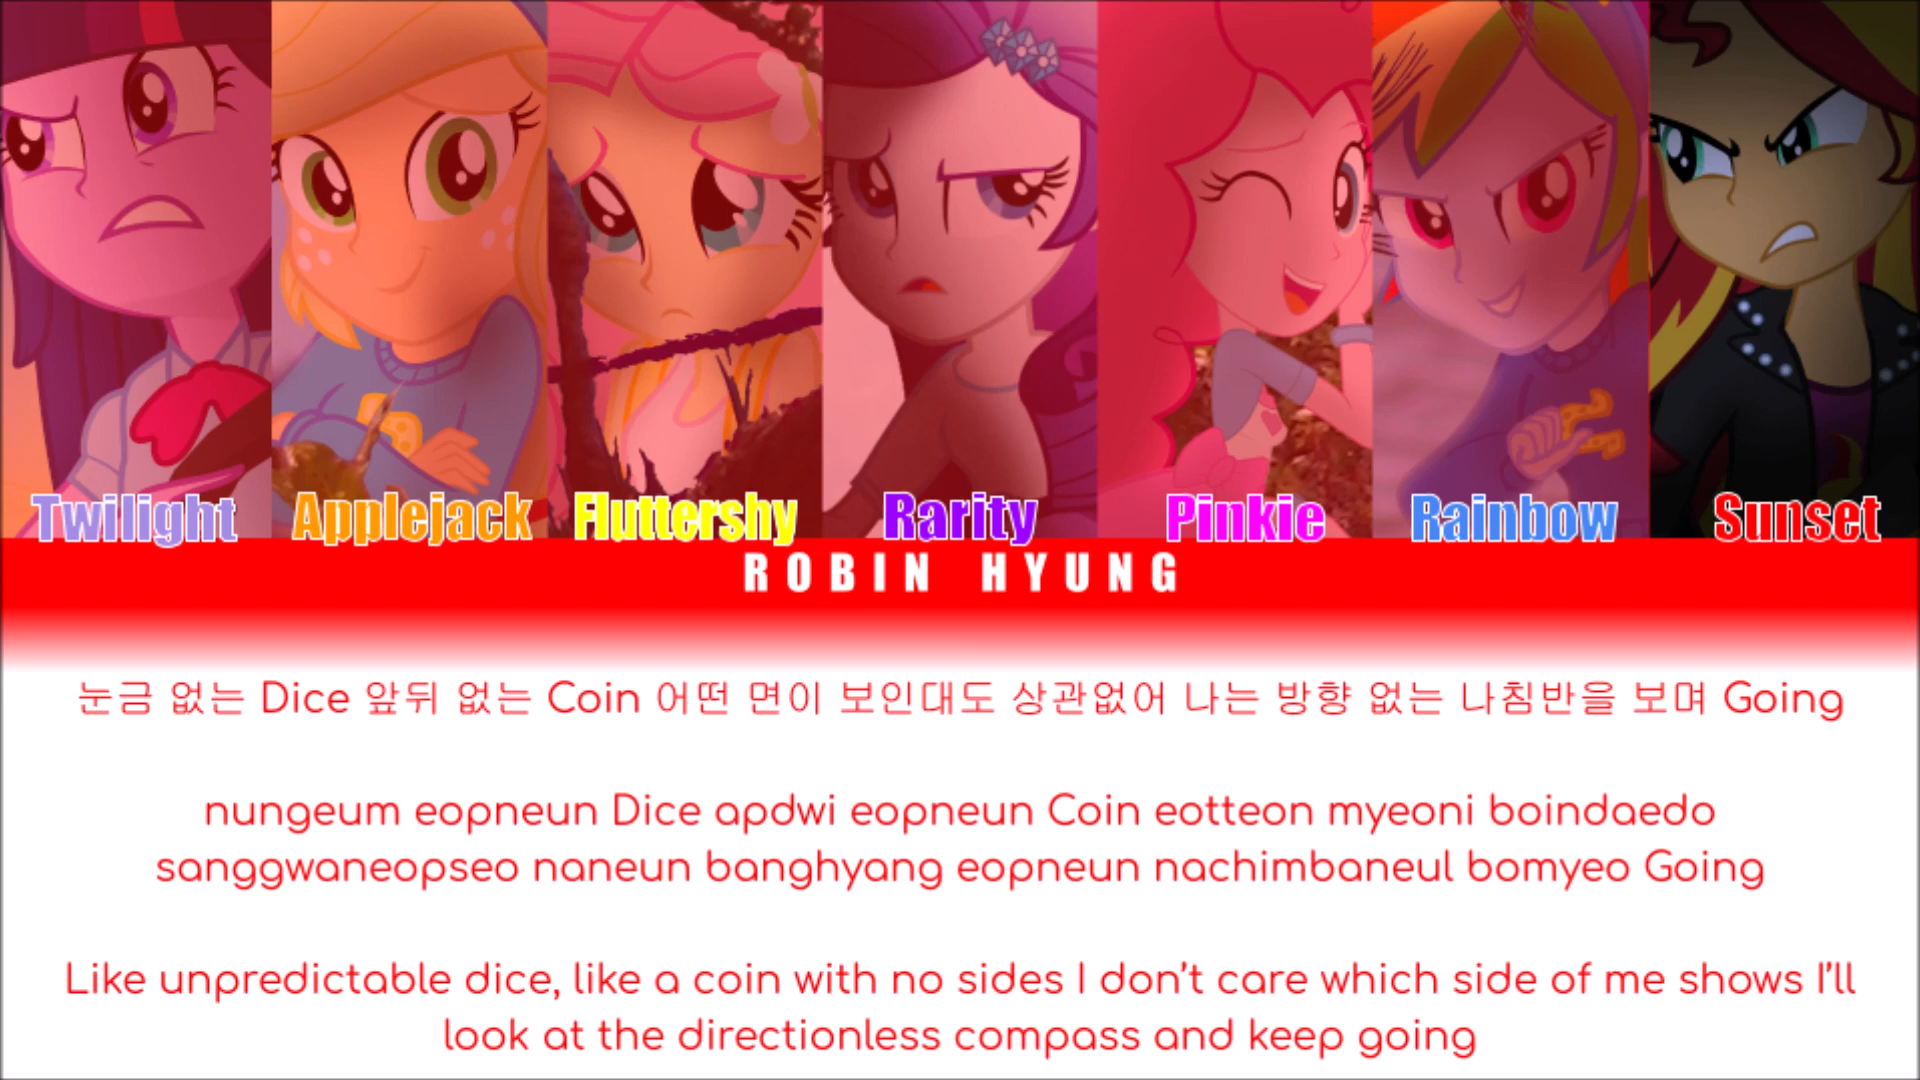 Twilight Applejack Fluttershy Rarity Pinkie Rainbow Sunset
ROBIN HYUNG
눈금 없는 Dice 앞뒤 없는 Coin 어떤 면이 보인대도 상관없어 나는 방향 없는 나침반을 보며 Going
nungeum eopneun Dice apdwi eopneun Coin eotteon myeoni boindaedo
sanggwaneopseo naneun banghyang eopneun nachimbaneul bomyeo Going
Like unpredictable dice, like a coin with no sides I don't care which side of me shows I'll
look at the directionless compass and keep going